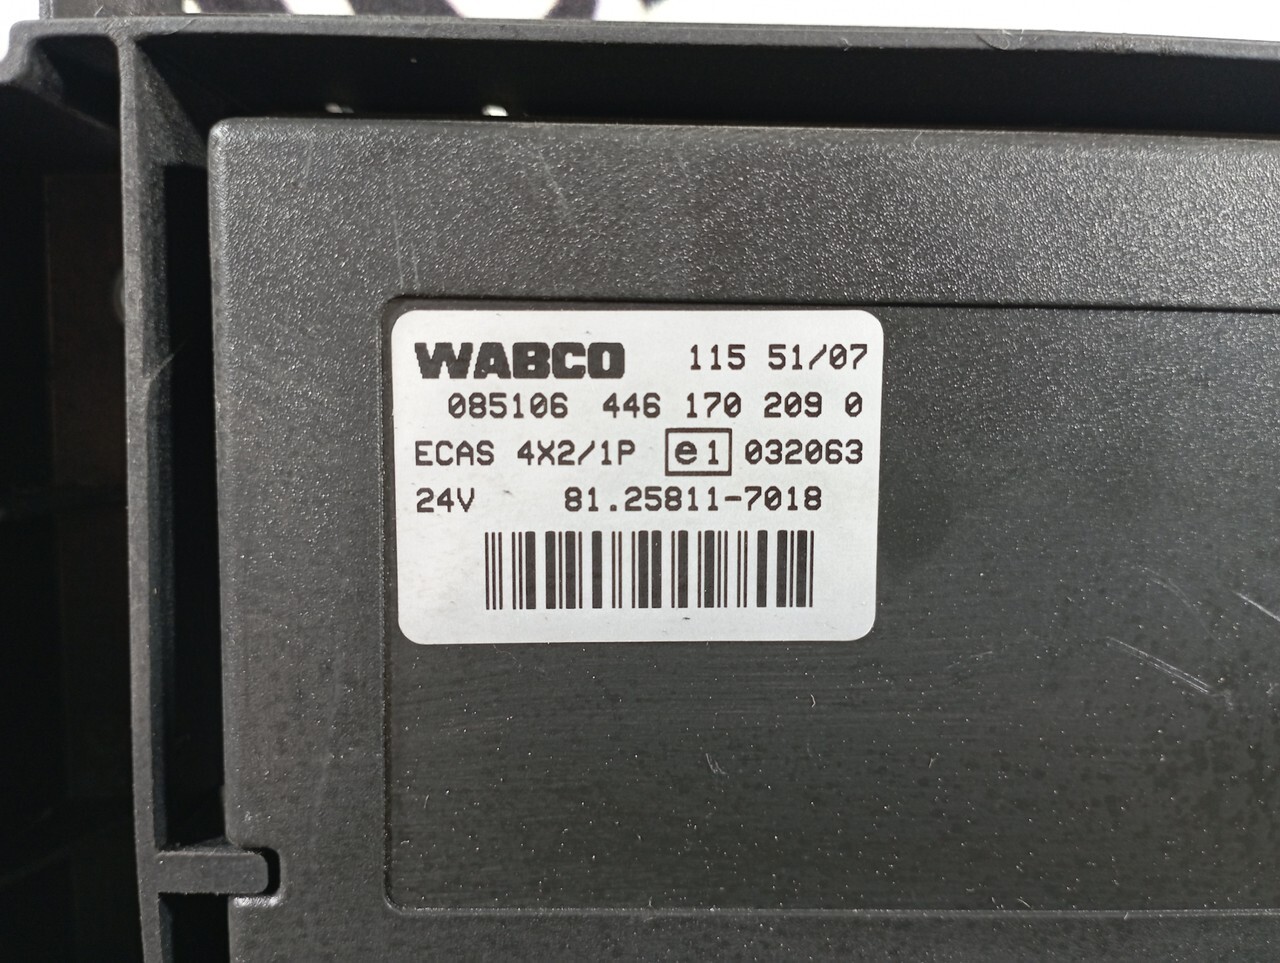 WABCO 115 51/07
085106 446 170 209 0
ECAS 4X2/1P e1 032063
24V 81.25811-7018